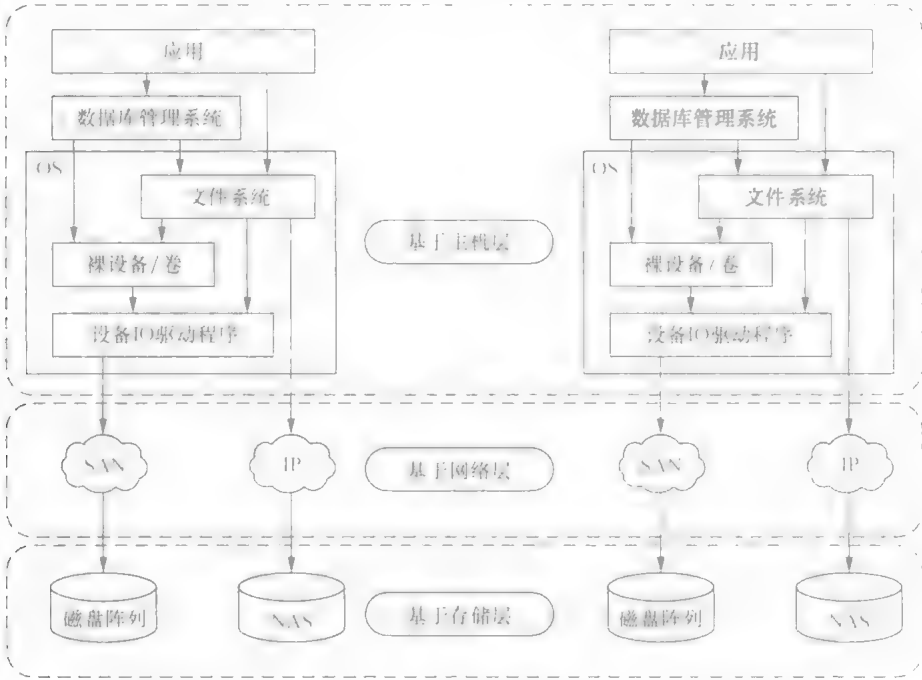 应用
应用
数据库管理系统
数据库管理系统
OS
OS
文件系统
文件系统
基于主机层
裸设备/卷
裸设备/卷
设备IO驱动程序
设备IO驱动程序
SAN
IP
基于网络层
SAN
IP
磁盘阵列
NAS
基于存储层
磁盘阵列
NAS